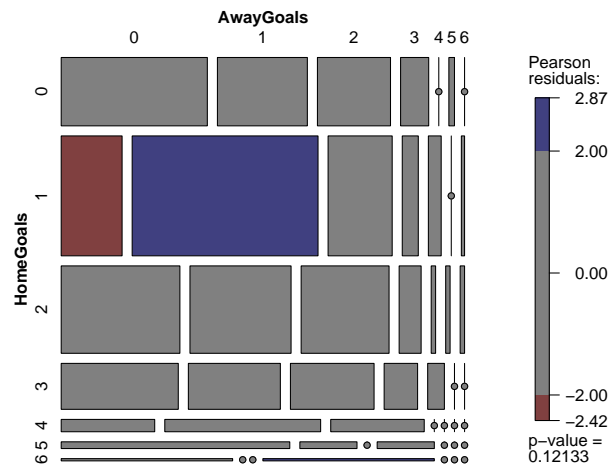 AwayGoals
0 1 2 3 4 5 6
HomeGoals
0
1
2
3
4
5
6
Pearson
residuals:
2.87
2.00
0.00
−2.00
−2.42
p−value =
0.12133